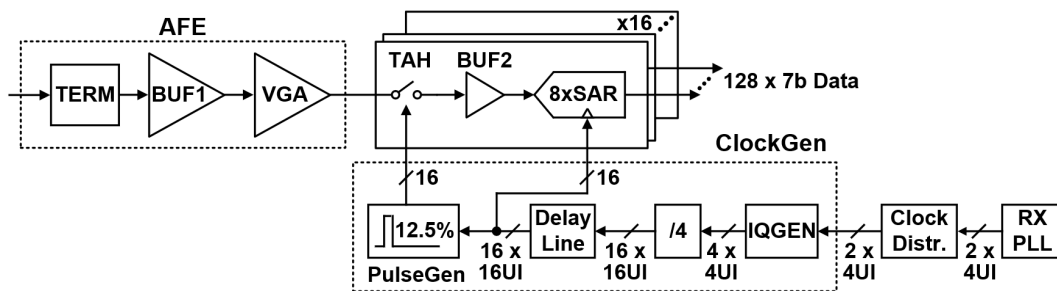 AFE
x16
TAH
BUF2
TERM
BUF1
VGA
8xSAR
128 x 7b Data
ClockGen
16
16
12.5%
PulseGen
16 x
16UI
Delay
Line
16 x
16UI
/4
4 x
4UI
IQGEN
2 x
4UI
Clock
Distr.
2 x
4UI
RX
PLL